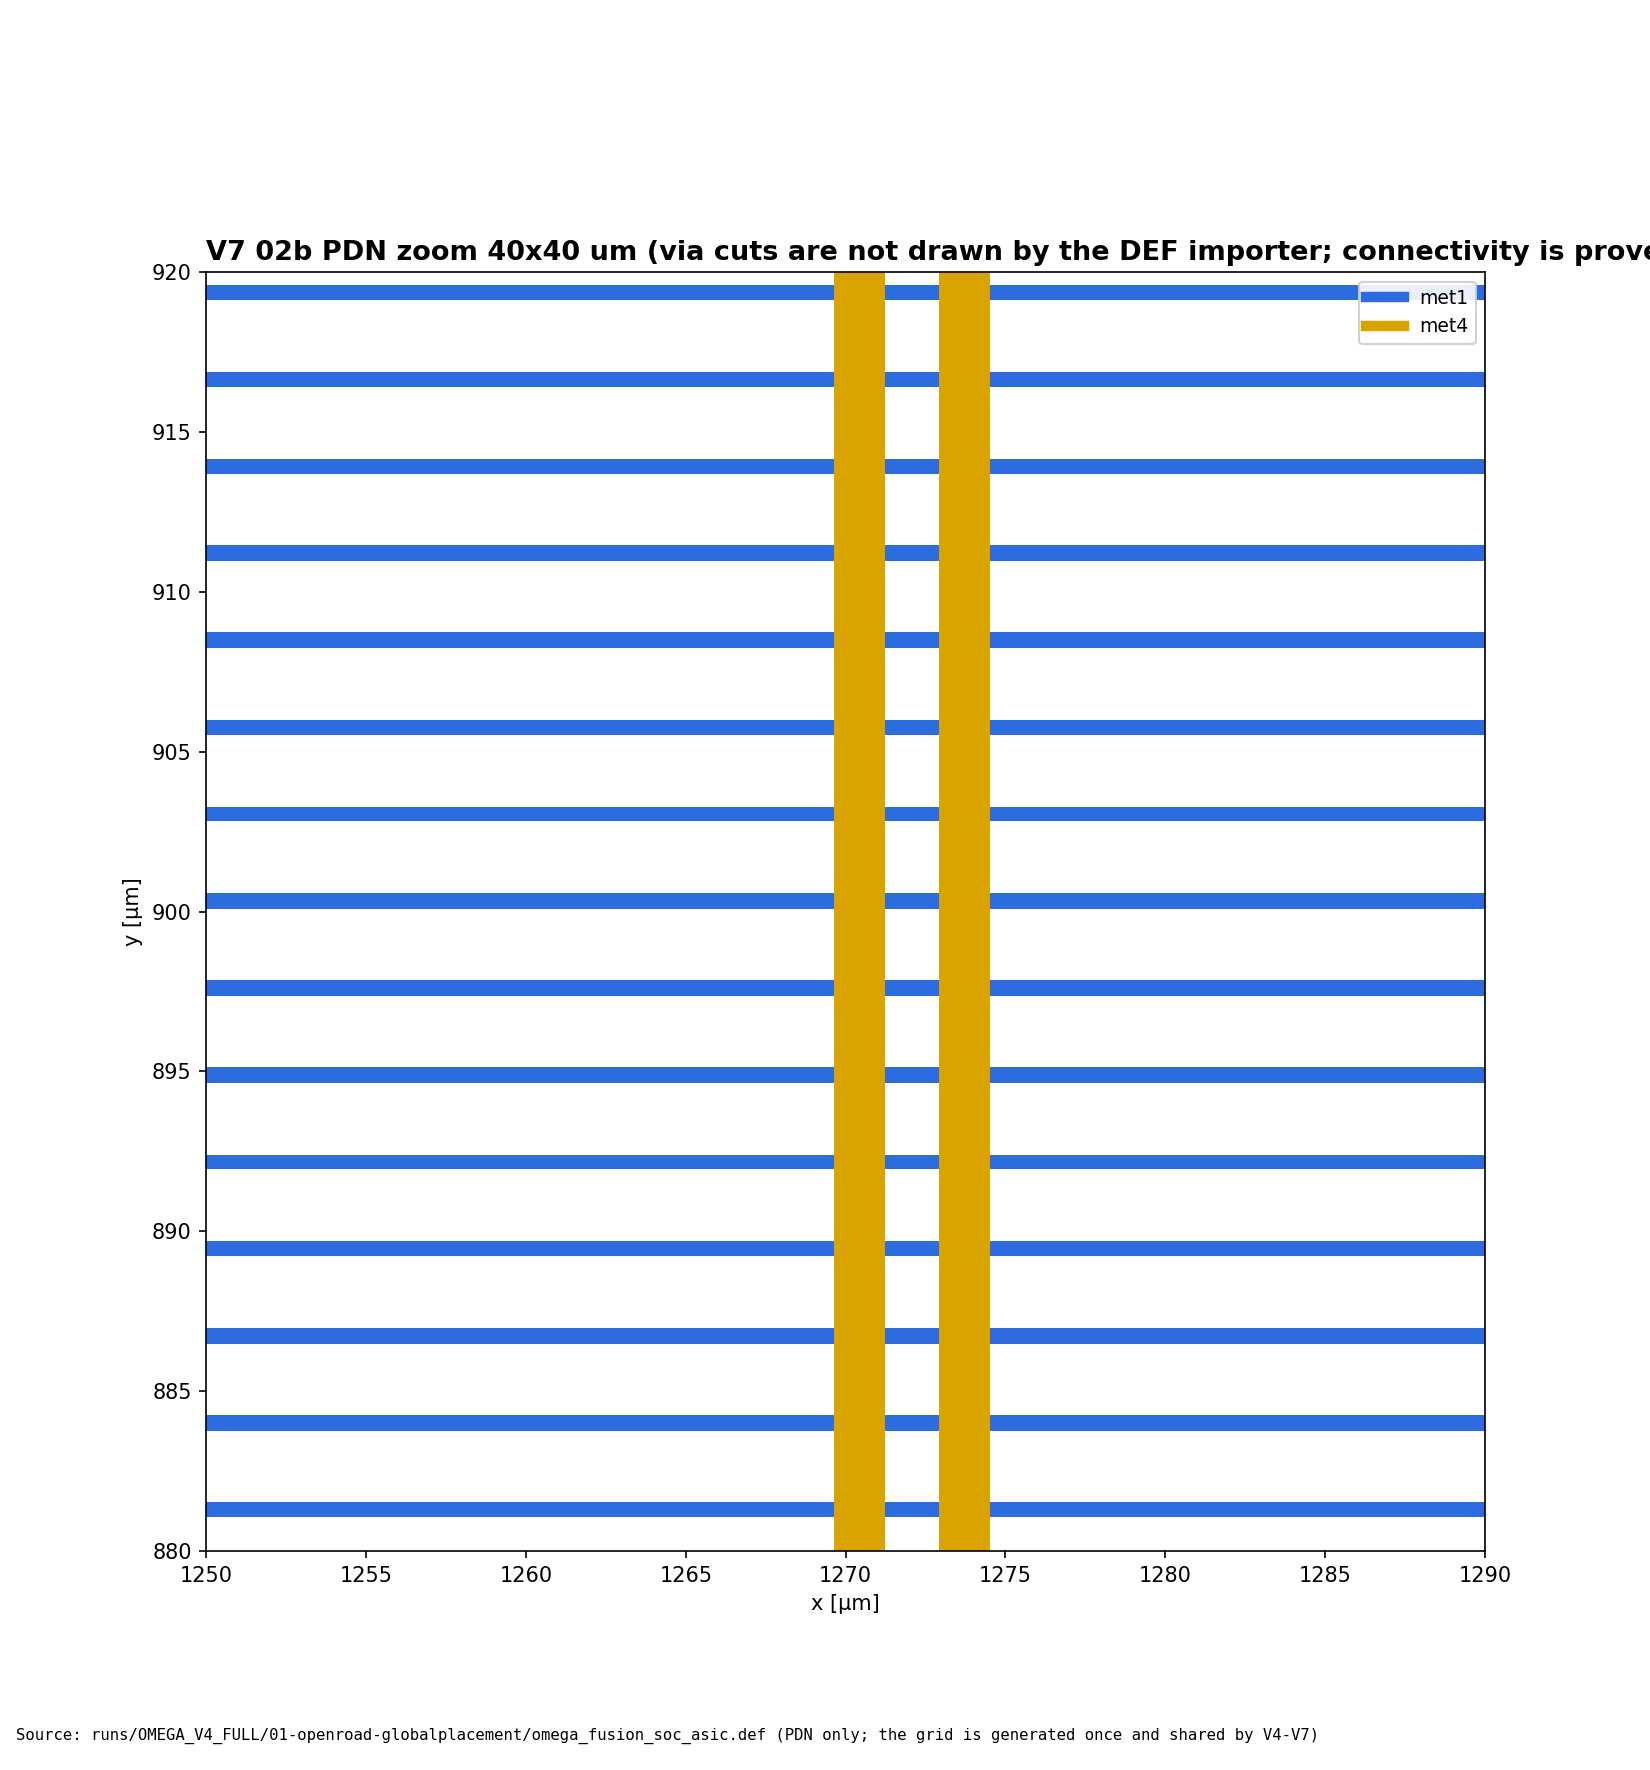 V7 02b PDN zoom 40x40 um (via cuts are not drawn by the DEF importer; connectivity is prove
920
met1
met4
915
910
905
900
895
890
885
880
y [µm]
1250 1255 1260 1265 1270 1275 1280 1285 1290
x [µm]
Source: runs/OMEGA_V4_FULL/01-openroad-globalplacement/omega_fusion_soc_asic.def (PDN only; the grid is generated once and shared by V4-V7)